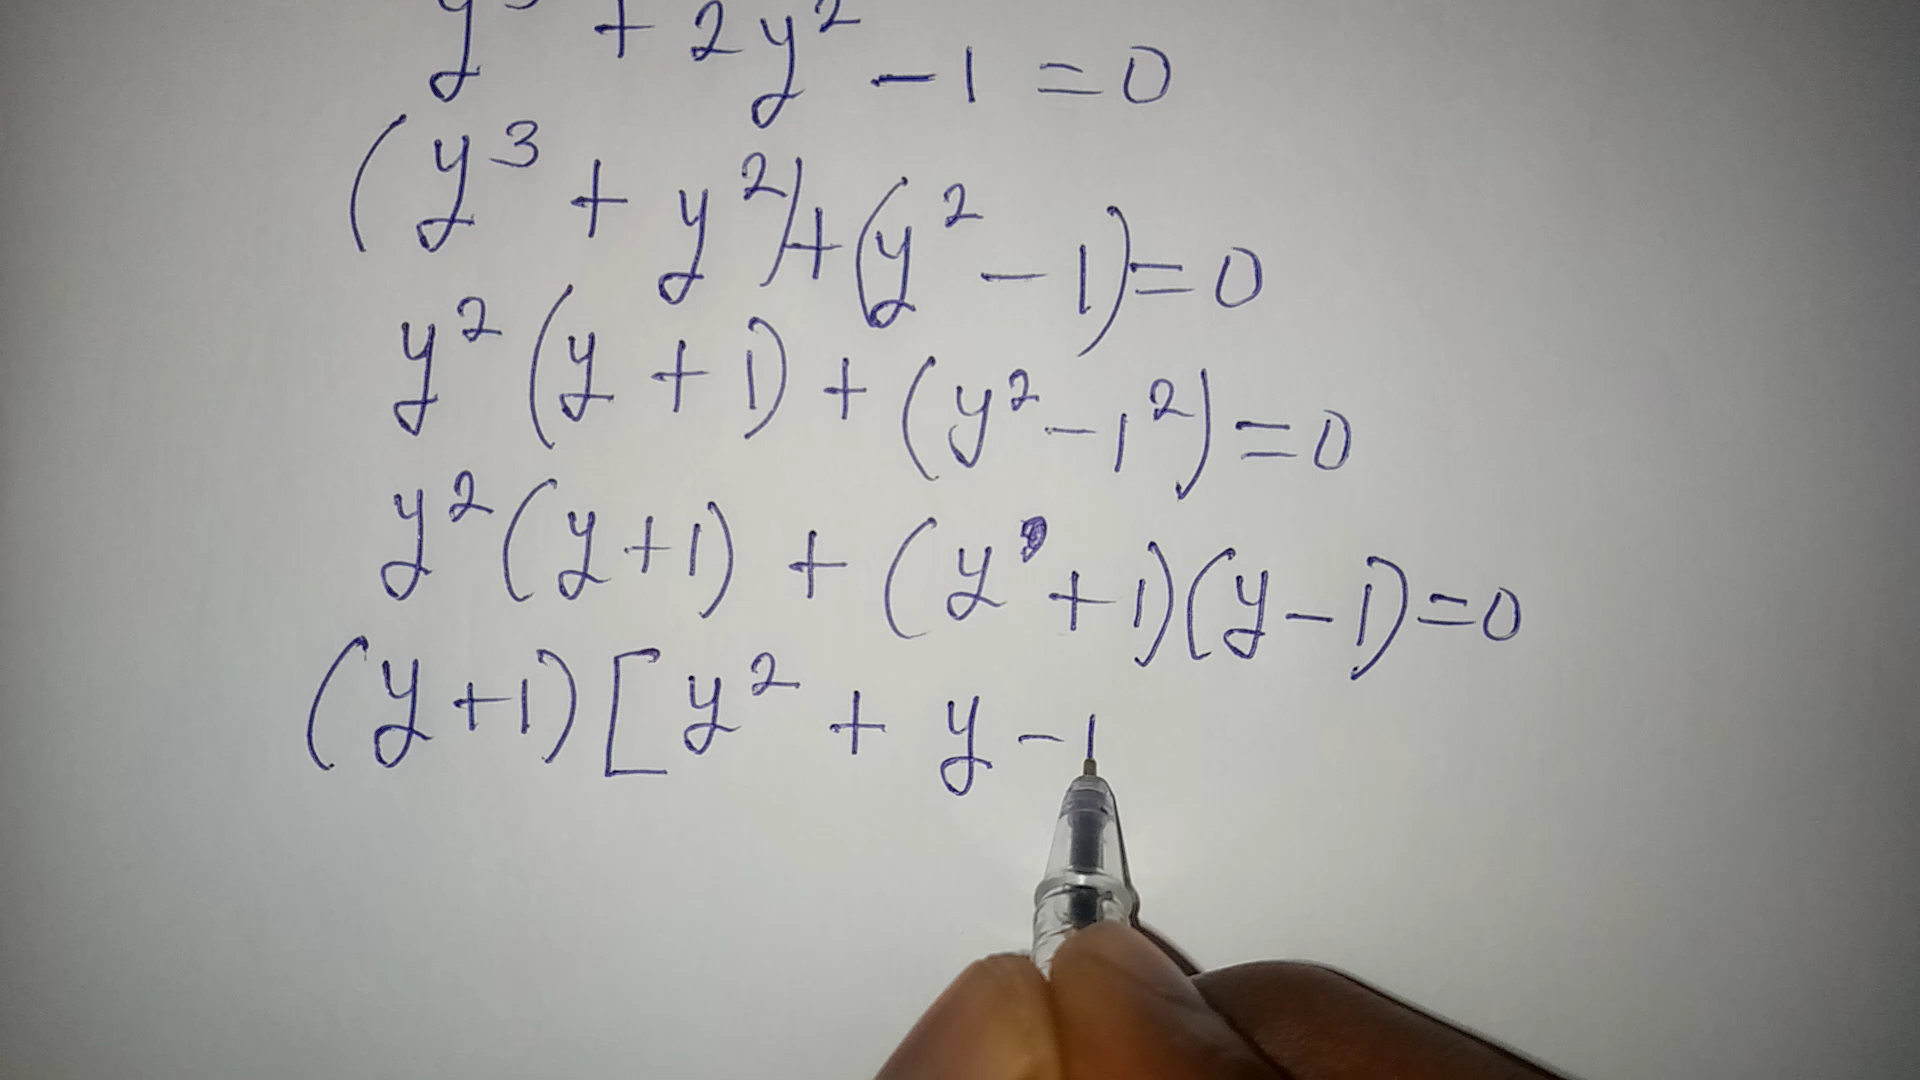 y³ + 2y² - 1 = 0
(y³ + y²) + (y² - 1) = 0
y² (y + 1) + (y² - 1²) = 0
y² (y + 1) + (y + 1)(y - 1) = 0
(y + 1) [y² + y - 1